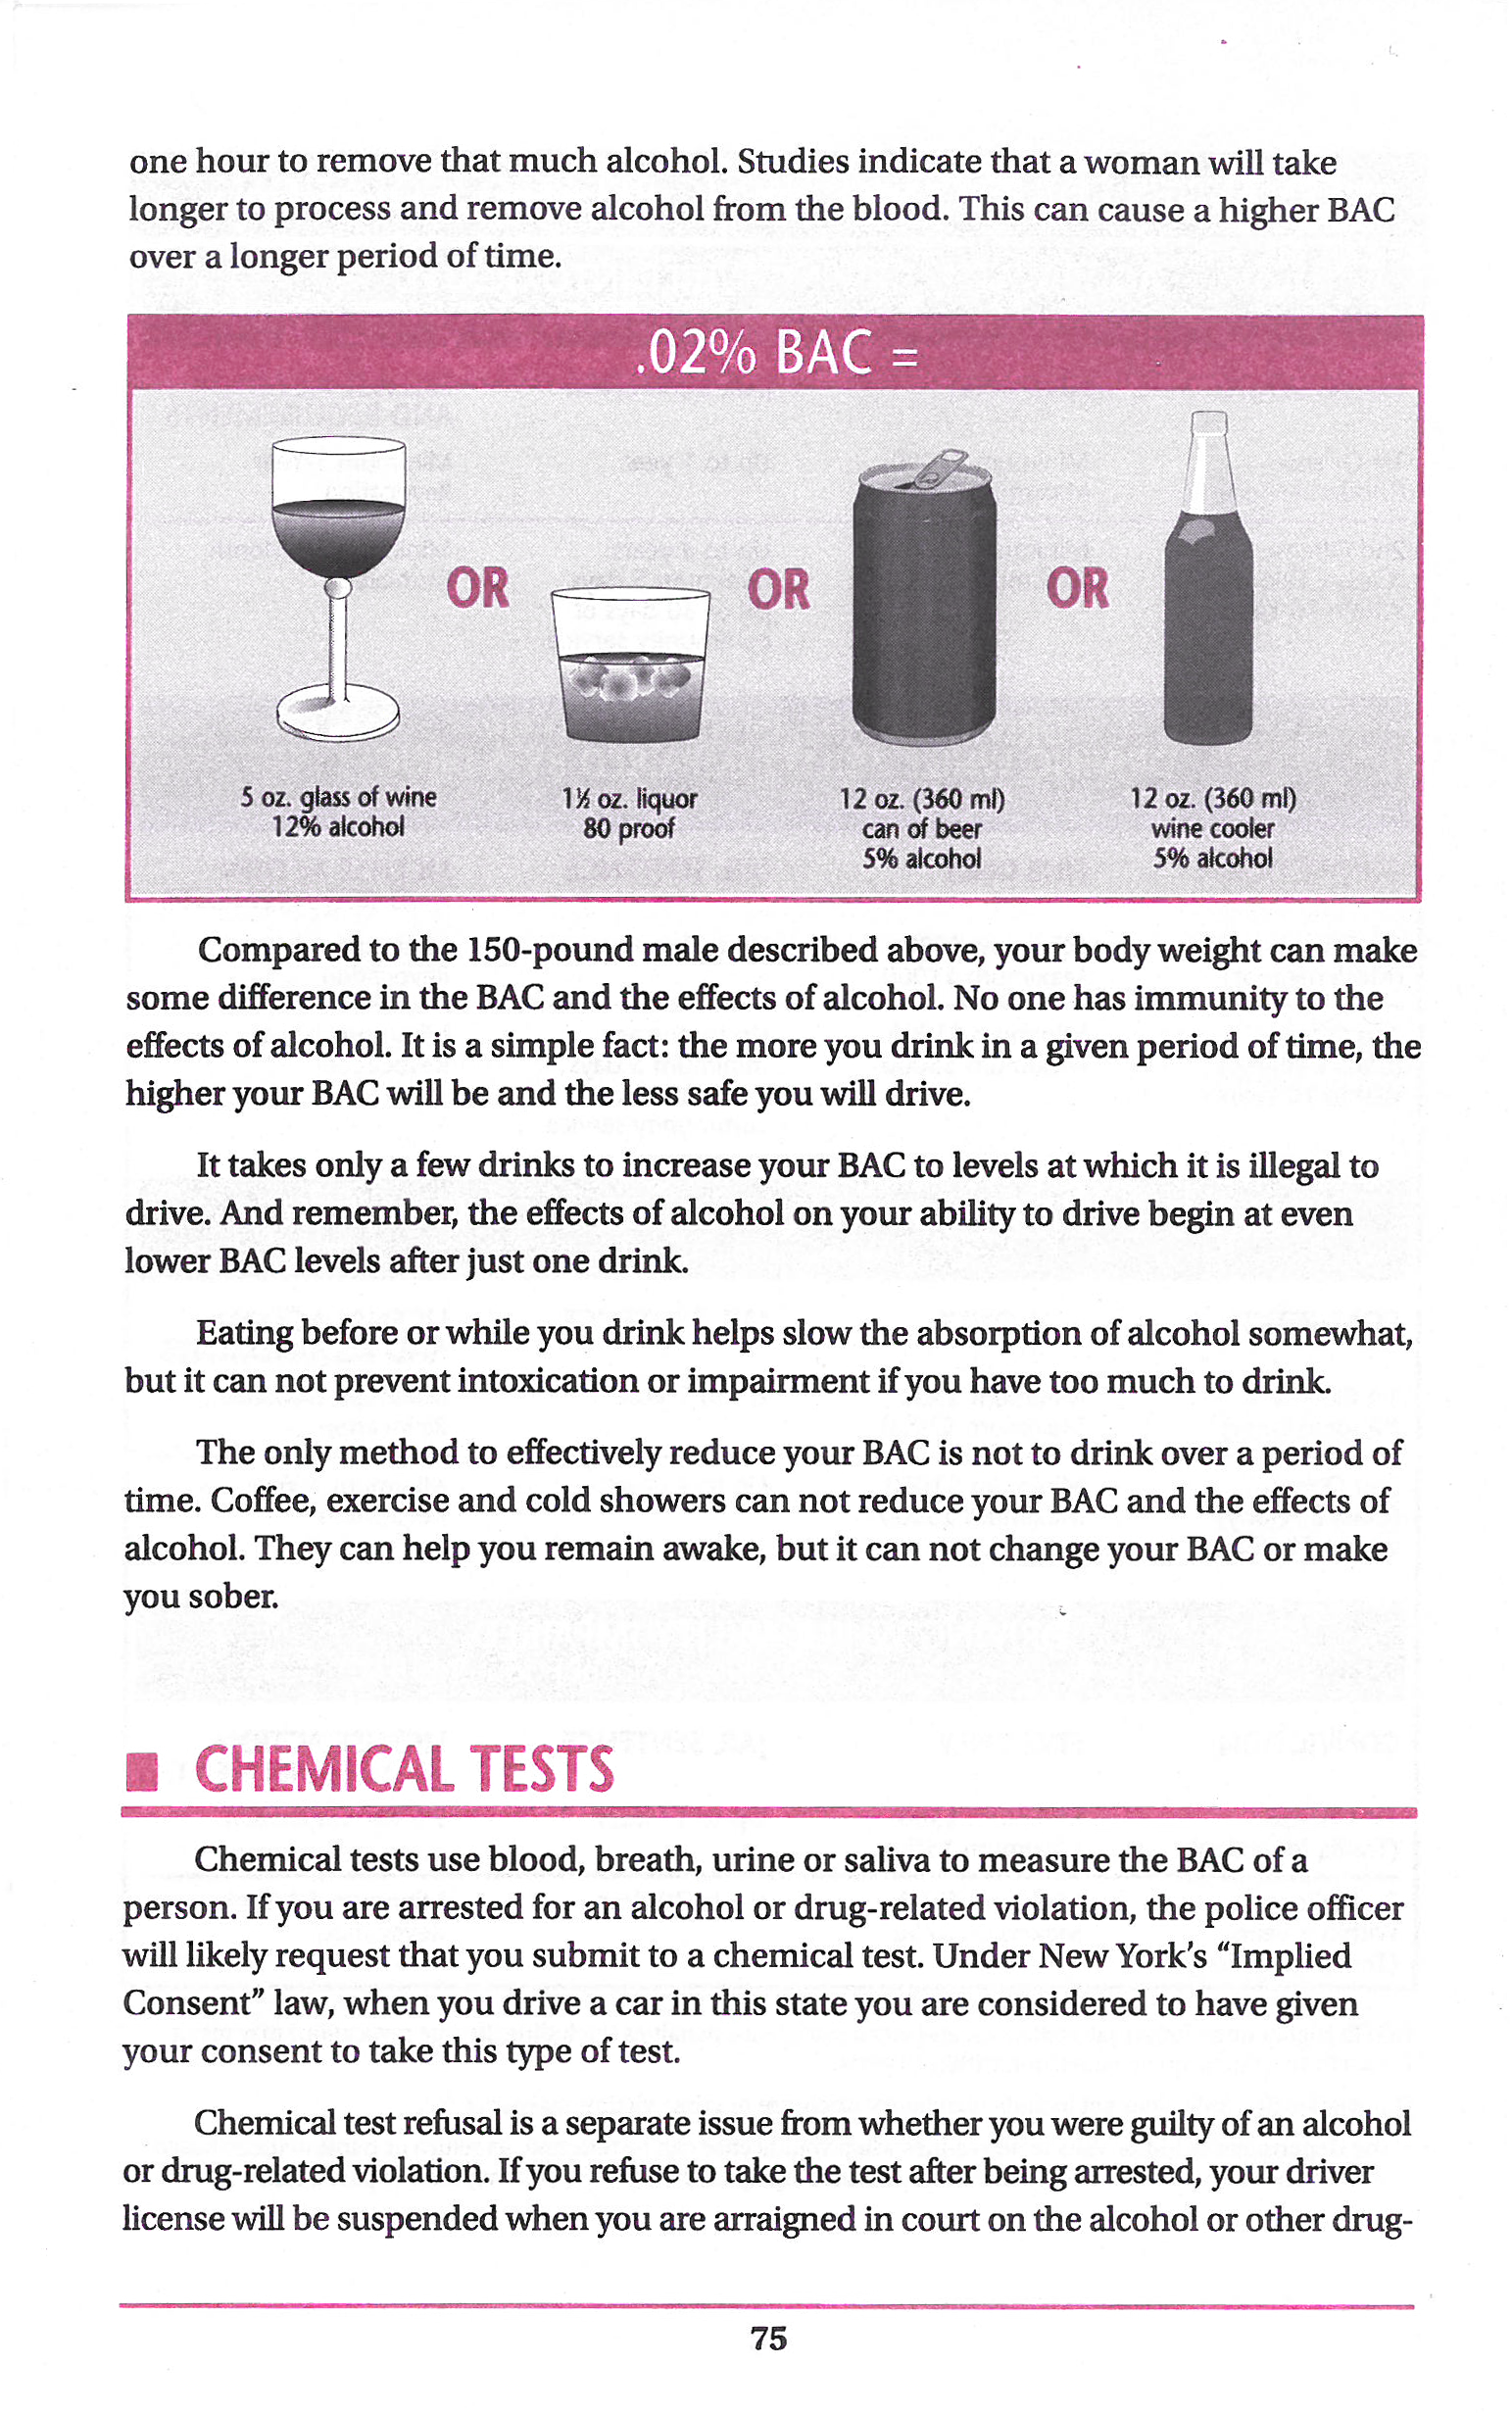 one hour to remove that much alcohol. Studies indicate that a woman will take
longer to process and remove alcohol from the blood. This can cause a higher BAC
over a longer period of time.
.02% BAC =
OR OR OR
5 oz. glass of wine
12% alcohol
1½ oz. liquor
80 proof
12 oz. (360 ml)
can of beer
5% alcohol
12 oz. (360 ml)
wine cooler
5% alcohol
Compared to the 150-pound male described above, your body weight can make
some difference in the BAC and the effects of alcohol. No one has immunity to the
effects of alcohol. It is a simple fact: the more you drink in a given period of time, the
higher your BAC will be and the less safe you will drive.
It takes only a few drinks to increase your BAC to levels at which it is illegal to
drive. And remember, the effects of alcohol on your ability to drive begin at even
lower BAC levels after just one drink.
Eating before or while you drink helps slow the absorption of alcohol somewhat,
but it can not prevent intoxication or impairment if you have too much to drink.
The only method to effectively reduce your BAC is not to drink over a period of
time. Coffee, exercise and cold showers can not reduce your BAC and the effects of
alcohol. They can help you remain awake, but it can not change your BAC or make
you sober.
■ CHEMICAL TESTS
Chemical tests use blood, breath, urine or saliva to measure the BAC of a
person. If you are arrested for an alcohol or drug-related violation, the police officer
will likely request that you submit to a chemical test. Under New York's “Implied
Consent” law, when you drive a car in this state you are considered to have given
your consent to take this type of test.
Chemical test refusal is a separate issue from whether you were guilty of an alcohol
or drug-related violation. If you refuse to take the test after being arrested, your driver
license will be suspended when you are arraigned in court on the alcohol or other drug-
75